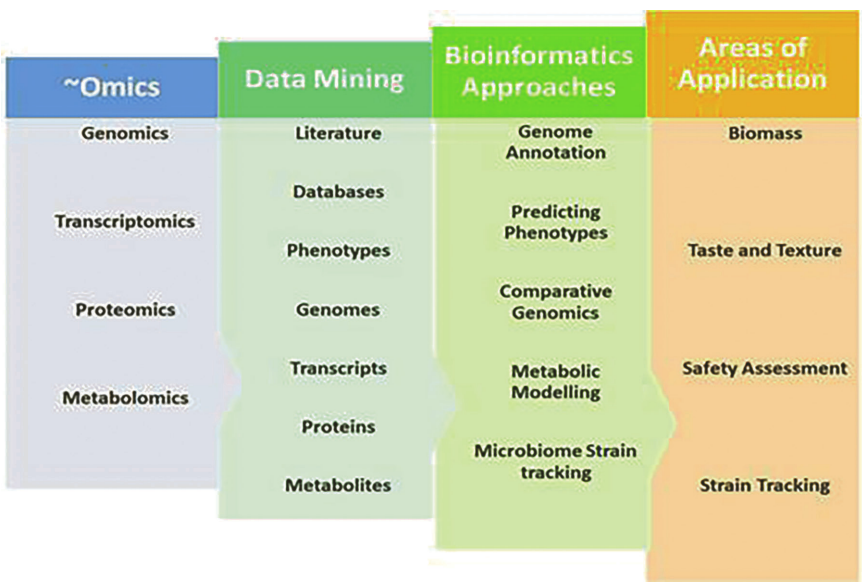 ~Omics
Genomics
Transcriptomics
Proteomics
Metabolomics
Data Mining
Literature
Databases
Phenotypes
Genomes
Transcripts
Proteins
Metabolites
Bioinformatics
Approaches
Genome
Annotation
Predicting
Phenotypes
Comparative
Genomics
Metabolic
Modelling
Microbiome Strain
tracking
Areas of
Application
Biomass
Taste and Texture
Safety Assessment
Strain Tracking